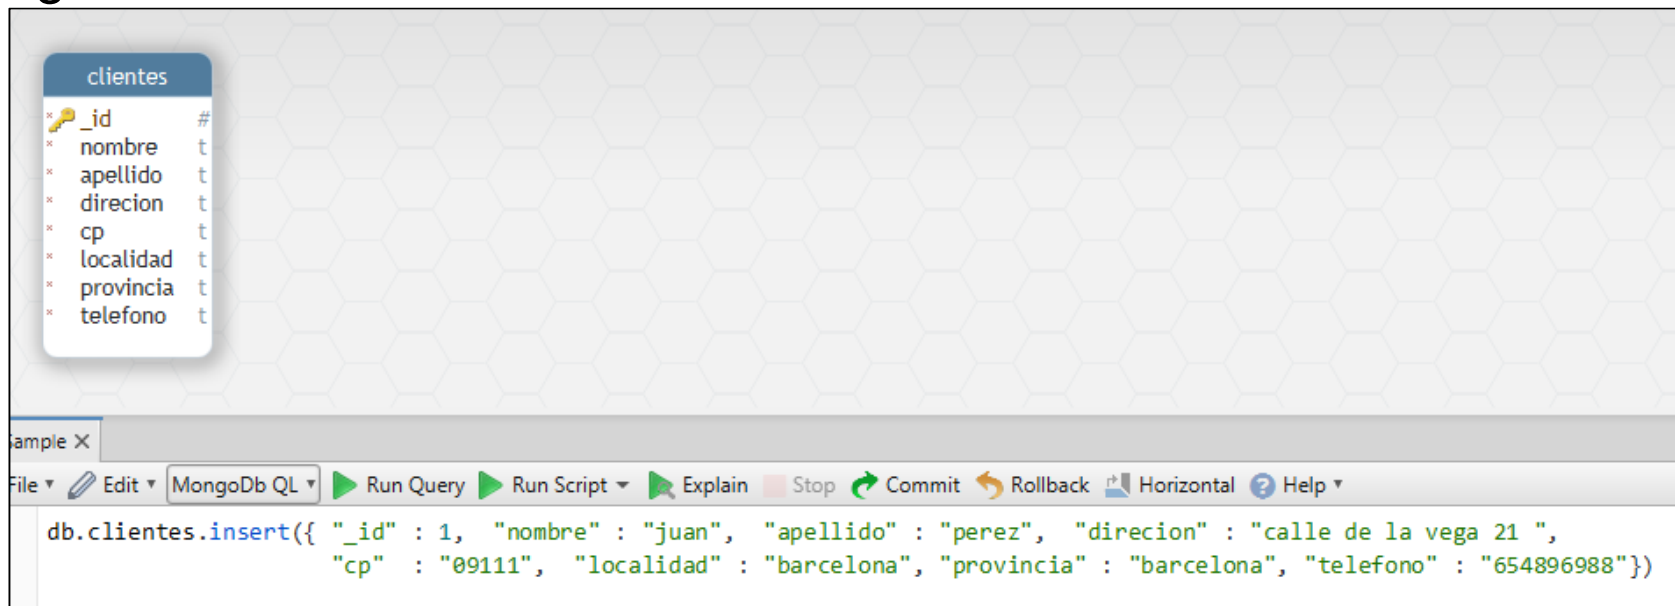 clientes
_id #
nombre t
apellido t
direcion t
cp t
localidad t
provincia t
telefono t
Sample
File Edit MongoDb QL Run Query Run Script Explain Stop Commit Rollback Horizontal Help
db.clientes.insert({ "_id" : 1, "nombre" : "juan", "apellido" : "perez", "direcion" : "calle de la vega 21 ",
"cp" : "09111", "localidad" : "barcelona", "provincia" : "barcelona", "telefono" : "654896988"})